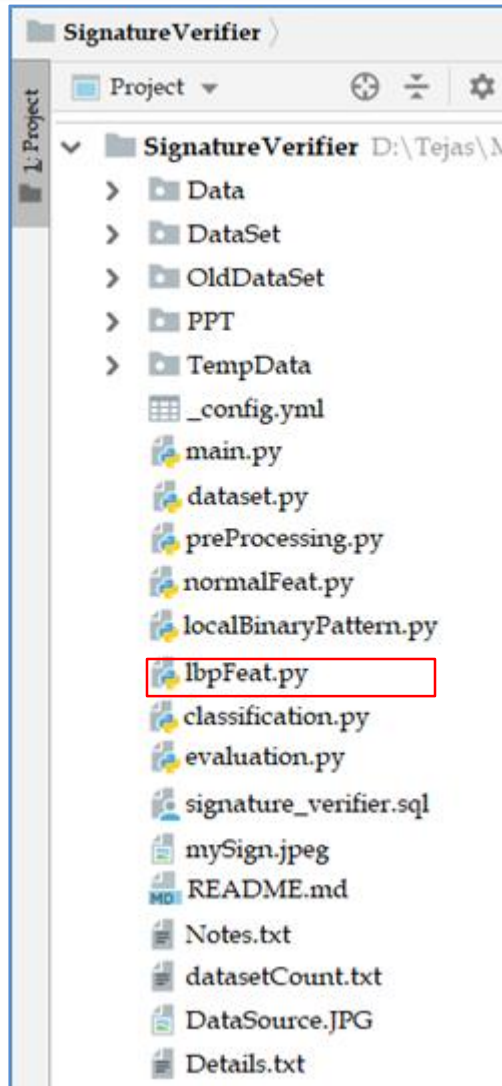 SignatureVerifier
1: Project
Project
SignatureVerifier D:\Tejas\
Data
DataSet
OldDataSet
PPT
TempData
_config.yml
main.py
dataset.py
preProcessing.py
normalFeat.py
localBinaryPattern.py
lbpFeat.py
classification.py
evaluation.py
signature_verifier.sql
mySign.jpeg
MD README.md
Notes.txt
datasetCount.txt
DataSource.JPG
Details.txt